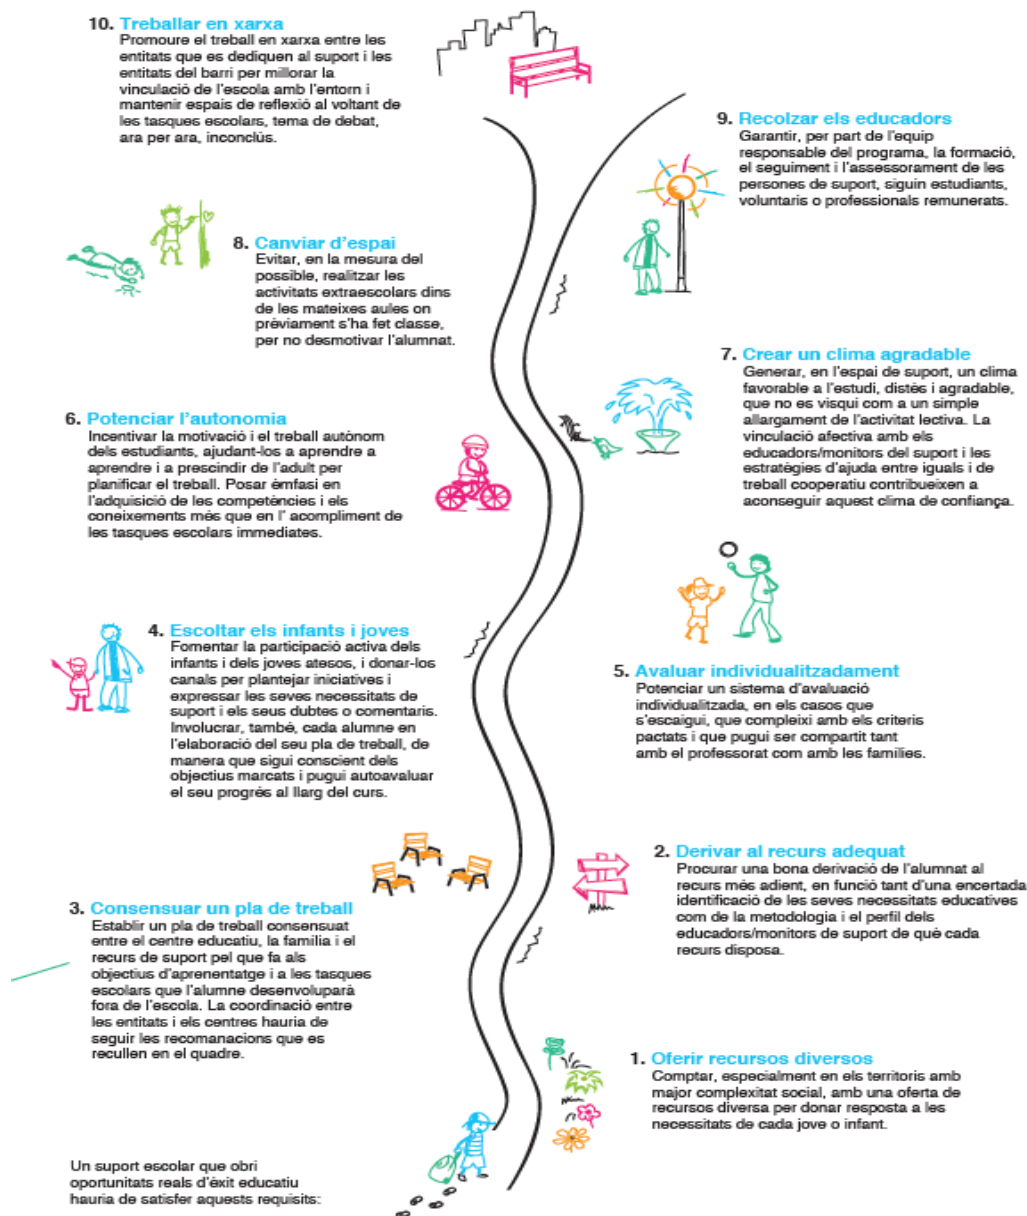 10. Treballar en xarxa
Promoure el treball en xarxa entre les
entitats que es dediquen al suport i les
entitats del barri per millorar la
vinculació de l'escola amb l'entorn i
mantenir espais de reflexió al voltant de
les tasques escolars, tema de debat,
ara per ara, inconclús.
9. Recolzar els educadors
Garantir, per part de l'equip
responsable del programa, la formació,
el seguiment i l'assessorament de les
persones de suport, siguin estudiants,
voluntaris o professionals remunerats.
8. Canviar d'espai
Evitar, en la mesura del
possible, realitzar les
activitats extraescolars dins
de les mateixes aules on
prèviament s'ha fet classe,
per no desmotivar l'alumnat.
7. Crear un clima agradable
Generar, en l'espai de suport, un clima
favorable a l'estudi, distès i agradable,
que no es visqui com a un simple
allargament de l'activitat lectiva. La
vinculació afectiva amb els
educadors/monitors del suport i les
estratègies d'ajuda entre iguals i de
treball cooperatiu contribueixen a
aconseguir aquest clima de confiança.
6. Potenciar l'autonomia
Incentivar la motivació i el treball autònom
dels estudiants, ajudant-los a aprendre a
aprendre i a prescindir de l'adult per
planificar el treball. Posar èmfasi en
l'adquisició de les competències i els
coneixements més que en l' acompliment de
les tasques escolars immediates.
4. Escoltar els infants i joves
Fomentar la participació activa dels
infants i dels joves atesos, i donar-los
canals per plantejar iniciatives i
expressar les seves necessitats de
suport i els seus dubtes o comentaris.
Involucrar, també, cada alumne en
l'elaboració del seu pla de treball, de
manera que sigui conscient dels
objectius marcats i pugui autoavaluar
el seu progrés al llarg del curs.
5. Avaluar individualitzadament
Potenciar un sistema d'avaluació
individualitzada, en els casos que
s'escaigui, que compleixi amb els criteris
pactats i que pugui ser compartit tant
amb el professorat com amb les famílies.
2. Derivar al recurs adequat
Procurar una bona derivació de l'alumnat al
recurs més adient, en funció tant d'una encertada
identificació de les seves necessitats educatives
com de la metodologia i el perfil dels
educadors/monitors de suport de què cada
recurs disposa.
3. Consensuar un pla de treball
Establir un pla de treball consensuat
entre el centre educatiu, la família i el
recurs de suport pel que fa als
objectius d'aprenentatge i a les tasques
escolars que l'alumne desenvoluparà
fora de l'escola. La coordinació entre
les entitats i els centres hauria de
seguir les recomanacions que es
recullen en el quadre.
1. Oferir recursos diversos
Comptar, especialment en els territoris amb
major complexitat social, amb una oferta de
recursos diversa per donar resposta a les
necessitats de cada jove o infant.
Un suport escolar que obri
oportunitats reals d'èxit educatiu
hauria de satisfer aquests requisits: